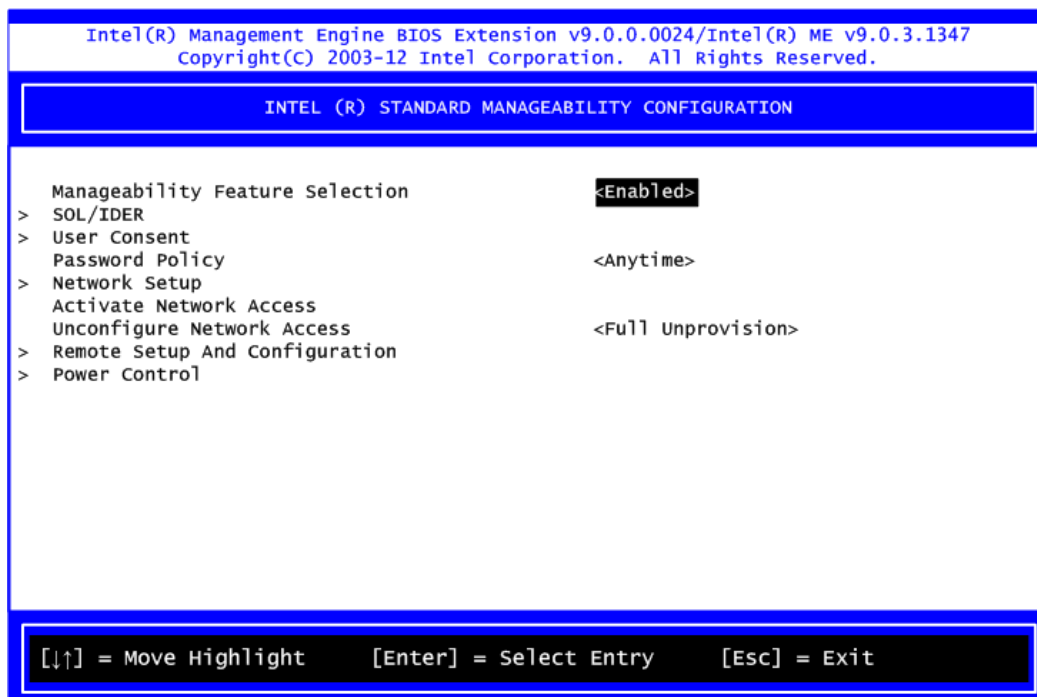 Intel(R) Management Engine BIOS Extension v9.0.0.0024/Intel(R) ME v9.0.3.1347
Copyright(C) 2003-12 Intel Corporation. All Rights Reserved.
INTEL (R) STANDARD MANAGEABILITY CONFIGURATION
Manageability Feature Selection <Enabled>
> SOL/IDER
> User Consent
Password Policy <Anytime>
> Network Setup
Activate Network Access
Unconfigure Network Access <Full Unprovision>
> Remote Setup And Configuration
> Power Control
[↓↑] = Move Highlight [Enter] = Select Entry [Esc] = Exit